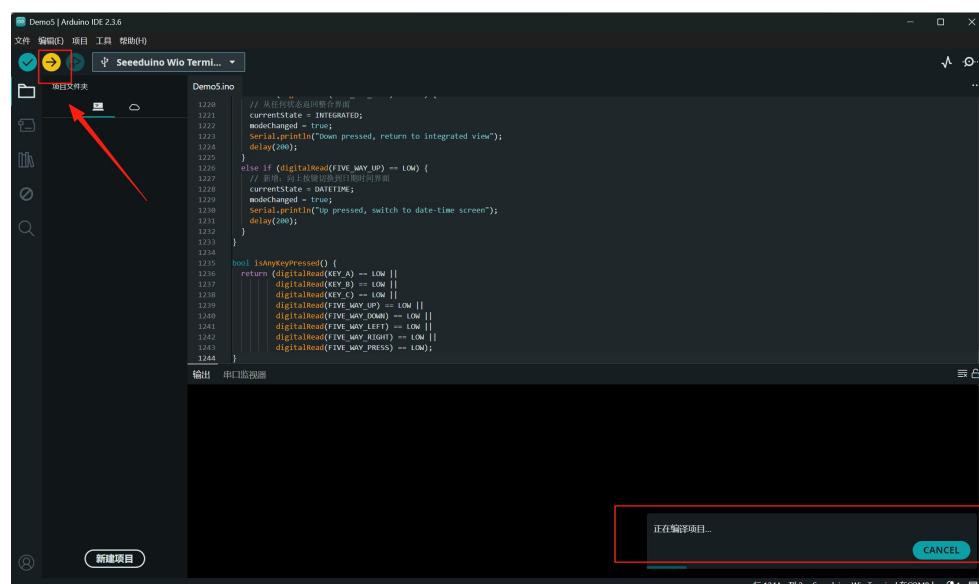 Demo5 | Arduino IDE 2.3.6
文件 编辑(E) 项目 工具 帮助(H)
Seeeduino Wio Termi...
项目文件夹
Demo5.ino
1220 // 从任何状态返回整合界面
1221 currentState = INTEGRATED;
1222 modeChanged = true;
1223 Serial.println("Down pressed, return to integrated view");
1224 delay(200);
1225 }
1226 else if (digitalRead(FIVE_WAY_UP) == LOW) {
1227 // 新增：向上按键切换到日期时间界面
1228 currentState = DATETIME;
1229 modeChanged = true;
1230 Serial.println("Up pressed, switch to date-time screen");
1231 delay(200);
1232 }
1233 }
1234
1235 bool isAnyKeyPressed() {
1236 return (digitalRead(KEY_A) == LOW ||
1237 digitalRead(KEY_B) == LOW ||
1238 digitalRead(KEY_C) == LOW ||
1239 digitalRead(FIVE_WAY_UP) == LOW ||
1240 digitalRead(FIVE_WAY_DOWN) == LOW ||
1241 digitalRead(FIVE_WAY_LEFT) == LOW ||
1242 digitalRead(FIVE_WAY_RIGHT) == LOW ||
1243 digitalRead(FIVE_WAY_PRESS) == LOW);
1244 }
输出 串口监视器
正在编译项目...
CANCEL
新建项目